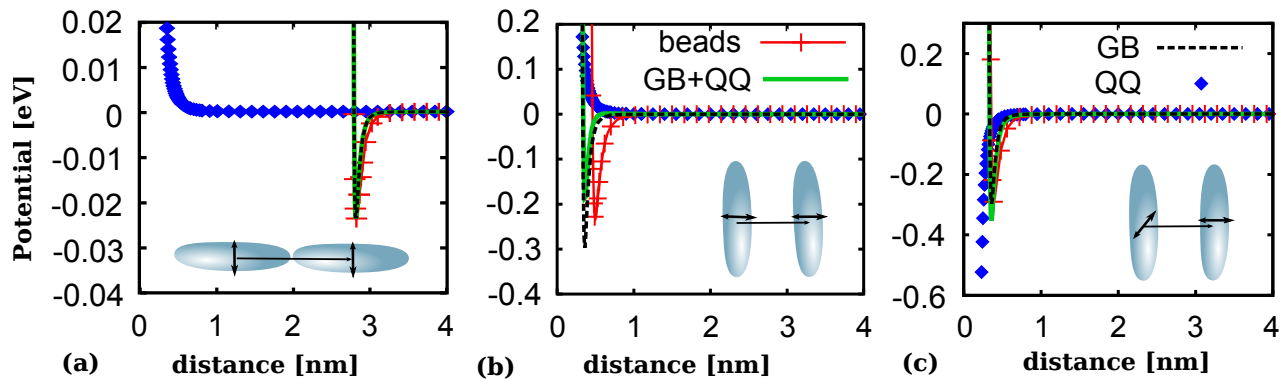 Potential [eV]
0.02
0.01
0
-0.01
-0.02
-0.03
-0.04
0 1 2 3 4
(a) distance [nm]
0.2
0.1
0
-0.1
-0.2
-0.3
-0.4
beads
GB+QQ
0 1 2 3 4
(b) distance [nm]
0.2
0
-0.2
-0.4
-0.6
GB
QQ
0 1 2 3 4
(c) distance [nm]